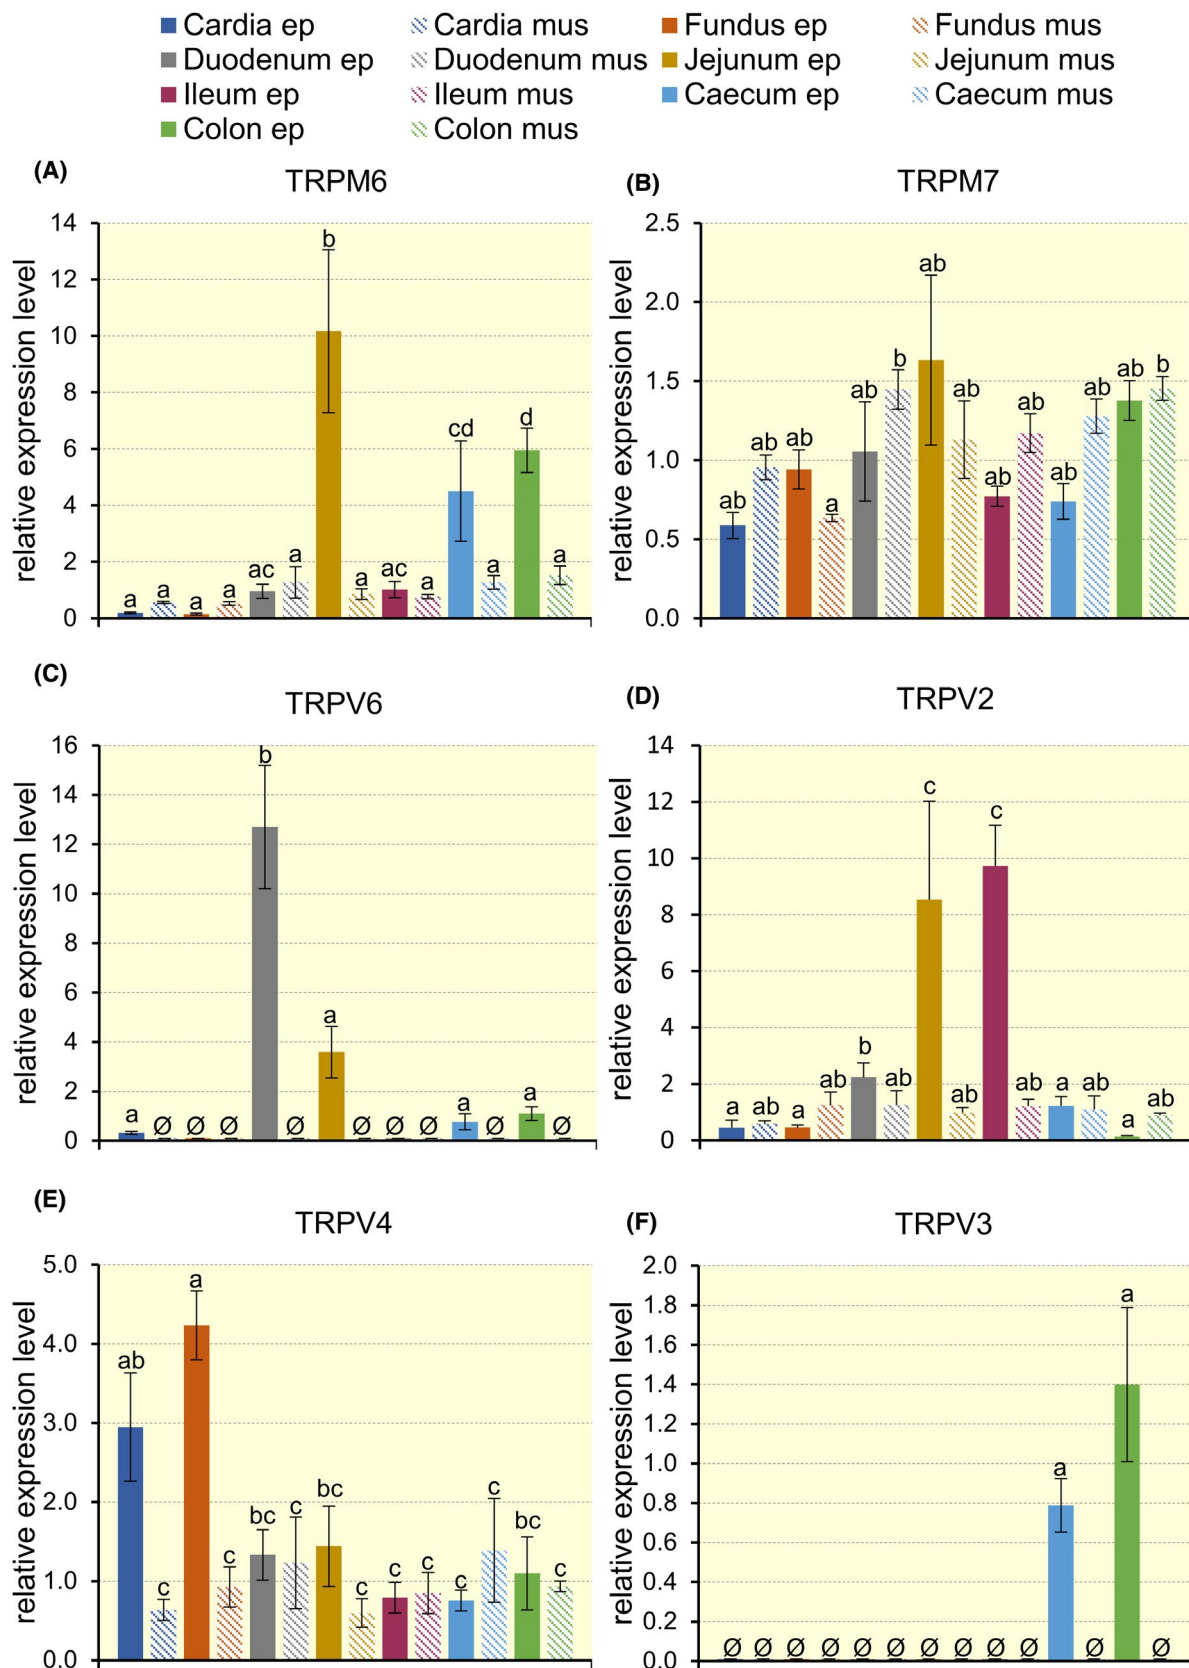 Cardia ep Cardia mus Fundus ep Fundus mus
Duodenum ep Duodenum mus Jejunum ep Jejunum mus
Ileum ep Ileum mus Caecum ep Caecum mus
Colon ep Colon mus
(A) TRPM6
relative expression level
14
12
10
8
6
4
2
0
a a a a ac a b a ac a cd a d a
(B) TRPM7
relative expression level
2.5
2.0
1.5
1.0
0.5
0.0
ab ab ab a ab b ab ab ab ab ab ab ab b
(C) TRPV6
relative expression level
16
14
12
10
8
6
4
2
0
a Ø Ø Ø b Ø a Ø Ø Ø a Ø a Ø
(D) TRPV2
relative expression level
14
12
10
8
6
4
2
0
a ab a ab b ab c ab c ab a ab a ab
(E) TRPV4
relative expression level
5.0
4.0
3.0
2.0
1.0
0.0
ab c a c bc c bc c c c c c bc c
(F) TRPV3
relative expression level
2.0
1.8
1.6
1.4
1.2
1.0
0.8
0.6
0.4
0.2
0.0
Ø Ø Ø Ø Ø Ø Ø Ø Ø Ø a Ø a Ø